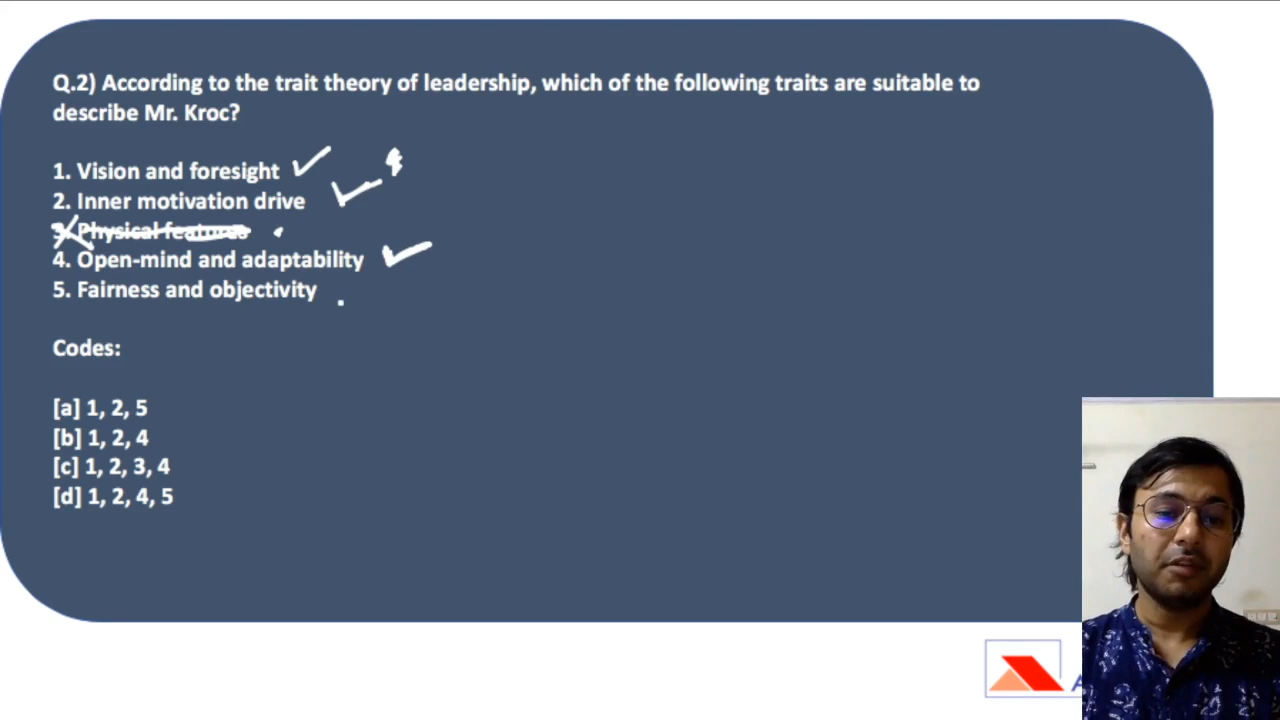 Q.2) According to the trait theory of leadership, which of the following traits are suitable to
describe Mr. Kroc?
1. Vision and foresight
2. Inner motivation drive
3. Physical features
4. Open-mind and adaptability
5. Fairness and objectivity
Codes:
[a] 1, 2, 5
[b] 1, 2, 4
[c] 1, 2, 3, 4
[d] 1, 2, 4, 5